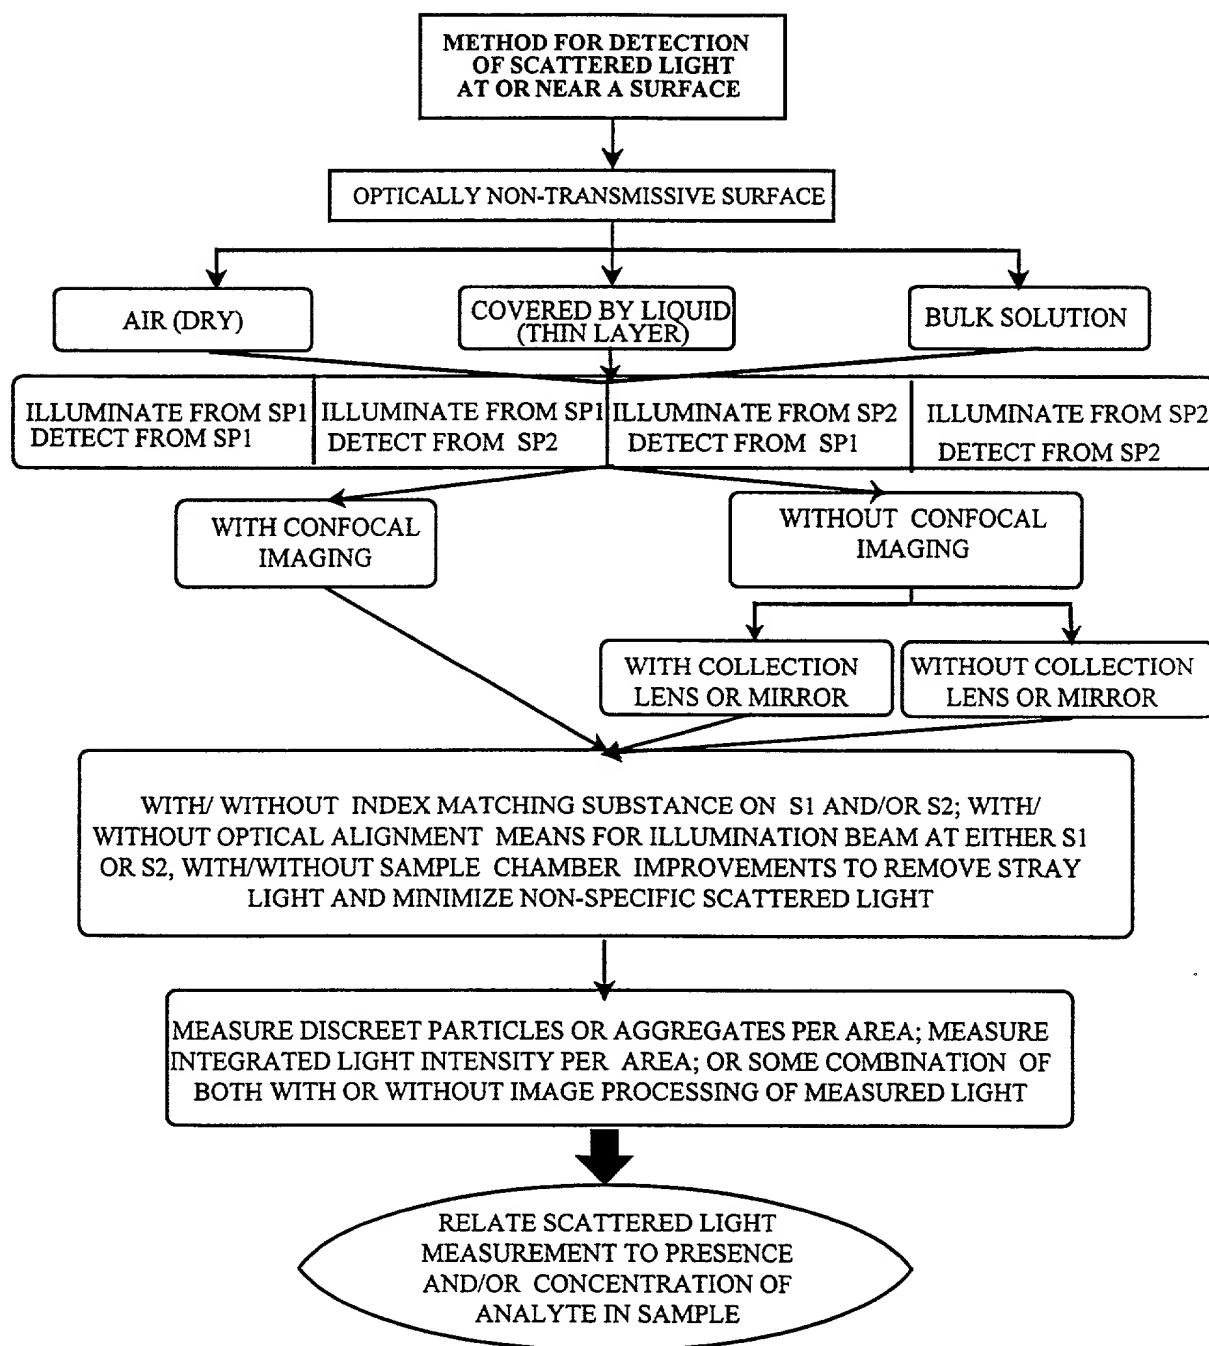 METHOD FOR DETECTION
OF SCATTERED LIGHT
AT OR NEAR A SURFACE
OPTICALLY NON-TRANSMISSIVE SURFACE
AIR (DRY)
COVERED BY LIQUID
(THIN LAYER)
BULK SOLUTION
ILLUMINATE FROM SP1
DETECT FROM SP1
ILLUMINATE FROM SP1
DETECT FROM SP2
ILLUMINATE FROM SP2
DETECT FROM SP1
ILLUMINATE FROM SP2
DETECT FROM SP2
WITH CONFOCAL
IMAGING
WITHOUT CONFOCAL
IMAGING
WITH COLLECTION
LENS OR MIRROR
WITHOUT COLLECTION
LENS OR MIRROR
WITH/ WITHOUT INDEX MATCHING SUBSTANCE ON S1 AND/OR S2; WITH/
WITHOUT OPTICAL ALIGNMENT MEANS FOR ILLUMINATION BEAM AT EITHER S1
OR S2, WITH/WITHOUT SAMPLE CHAMBER IMPROVEMENTS TO REMOVE STRAY
LIGHT AND MINIMIZE NON-SPECIFIC SCATTERED LIGHT
MEASURE DISCREET PARTICLES OR AGGREGATES PER AREA; MEASURE
INTEGRATED LIGHT INTENSITY PER AREA; OR SOME COMBINATION OF
BOTH WITH OR WITHOUT IMAGE PROCESSING OF MEASURED LIGHT
RELATE SCATTERED LIGHT
MEASUREMENT TO PRESENCE
AND/OR CONCENTRATION OF
ANALYTE IN SAMPLE